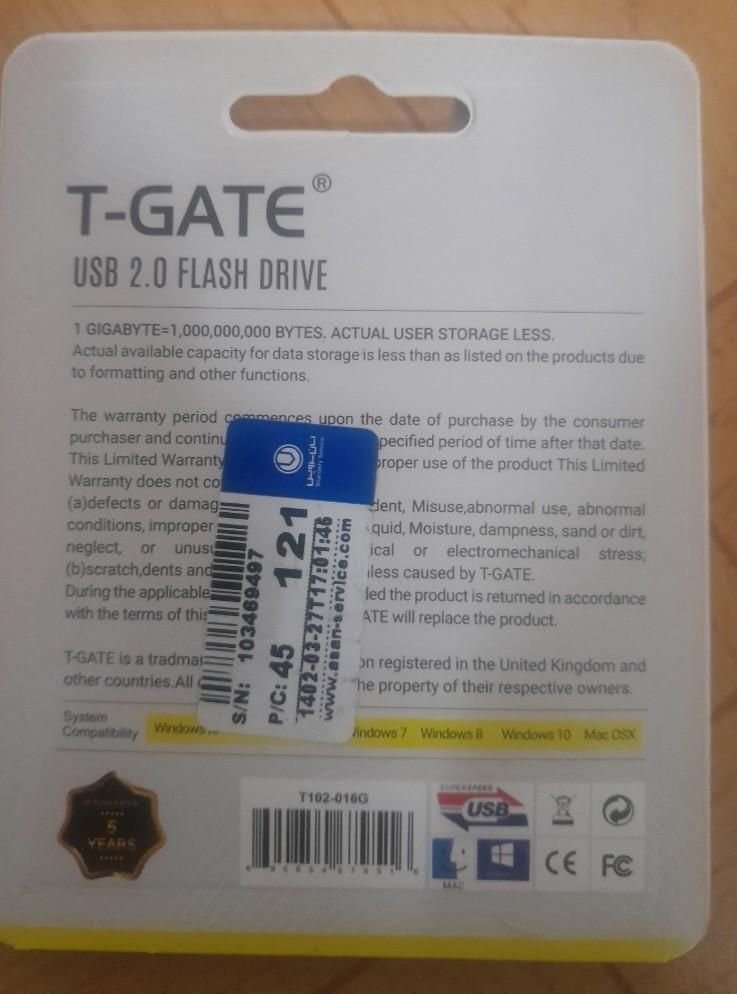 T-GATE®
USB 2.0 FLASH DRIVE
1 GIGABYTE=1,000,000,000 BYTES. ACTUAL USER STORAGE LESS.
Actual available capacity for data storage is less than as listed on the products due
to formatting and other functions.
The warranty period commences upon the date of purchase by the consumer
purchaser and continu pecified period of time after that date.
This Limited Warranty proper use of the product This Limited
Warranty does not co
(a)defects or damag dent, Misuse,abnormal use, abnormal
conditions, improper quid, Moisture, dampness, sand or dirt,
neglect, or unusu ical or electromechanical stress;
(b)scratch,dents and less caused by T-GATE.
During the applicable ded the product is returned in accordance
with the terms of this ATE will replace the product.
T-GATE is a tradmar on registered in the United Kingdom and
other countries.All he property of their respective owners.
Warranty Service
S/N: 103469497
P/C: 45 121
1402-03-27T17:01:46
www.asan-service.com
System
Compatibility
Windows indows 7 Windows 8 Windows 10 Mac OSX
5
YEARS
T102-016G
SUPERSPEED
USB
MAC
CE
FC